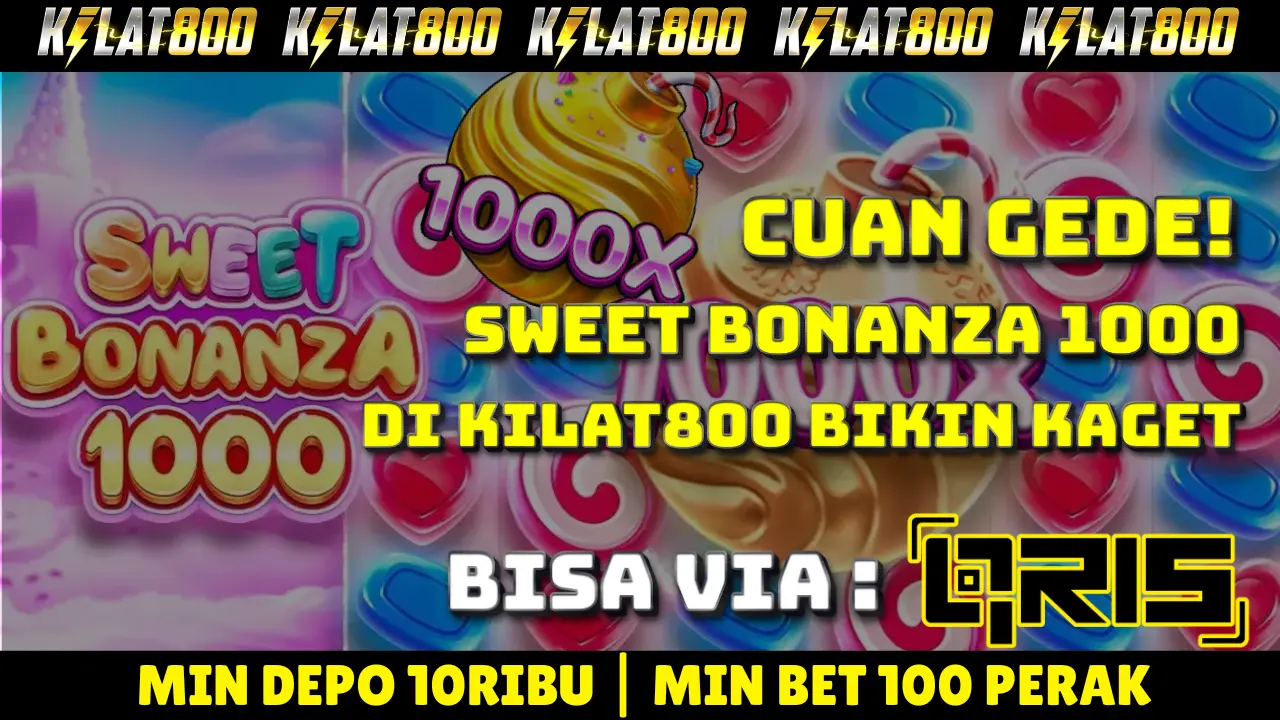 KILAT800 KILAT800 KILAT800 KILAT800 KILAT800
1000X
SWEET
BONANZA
1000
CUAN GEDE!
SWEET BONANZA 1000
DI KILAT800 BIKIN KAGET
1000X
BISA VIA : QRIS
MIN DEPO 10RIBU | MIN BET 100 PERAK